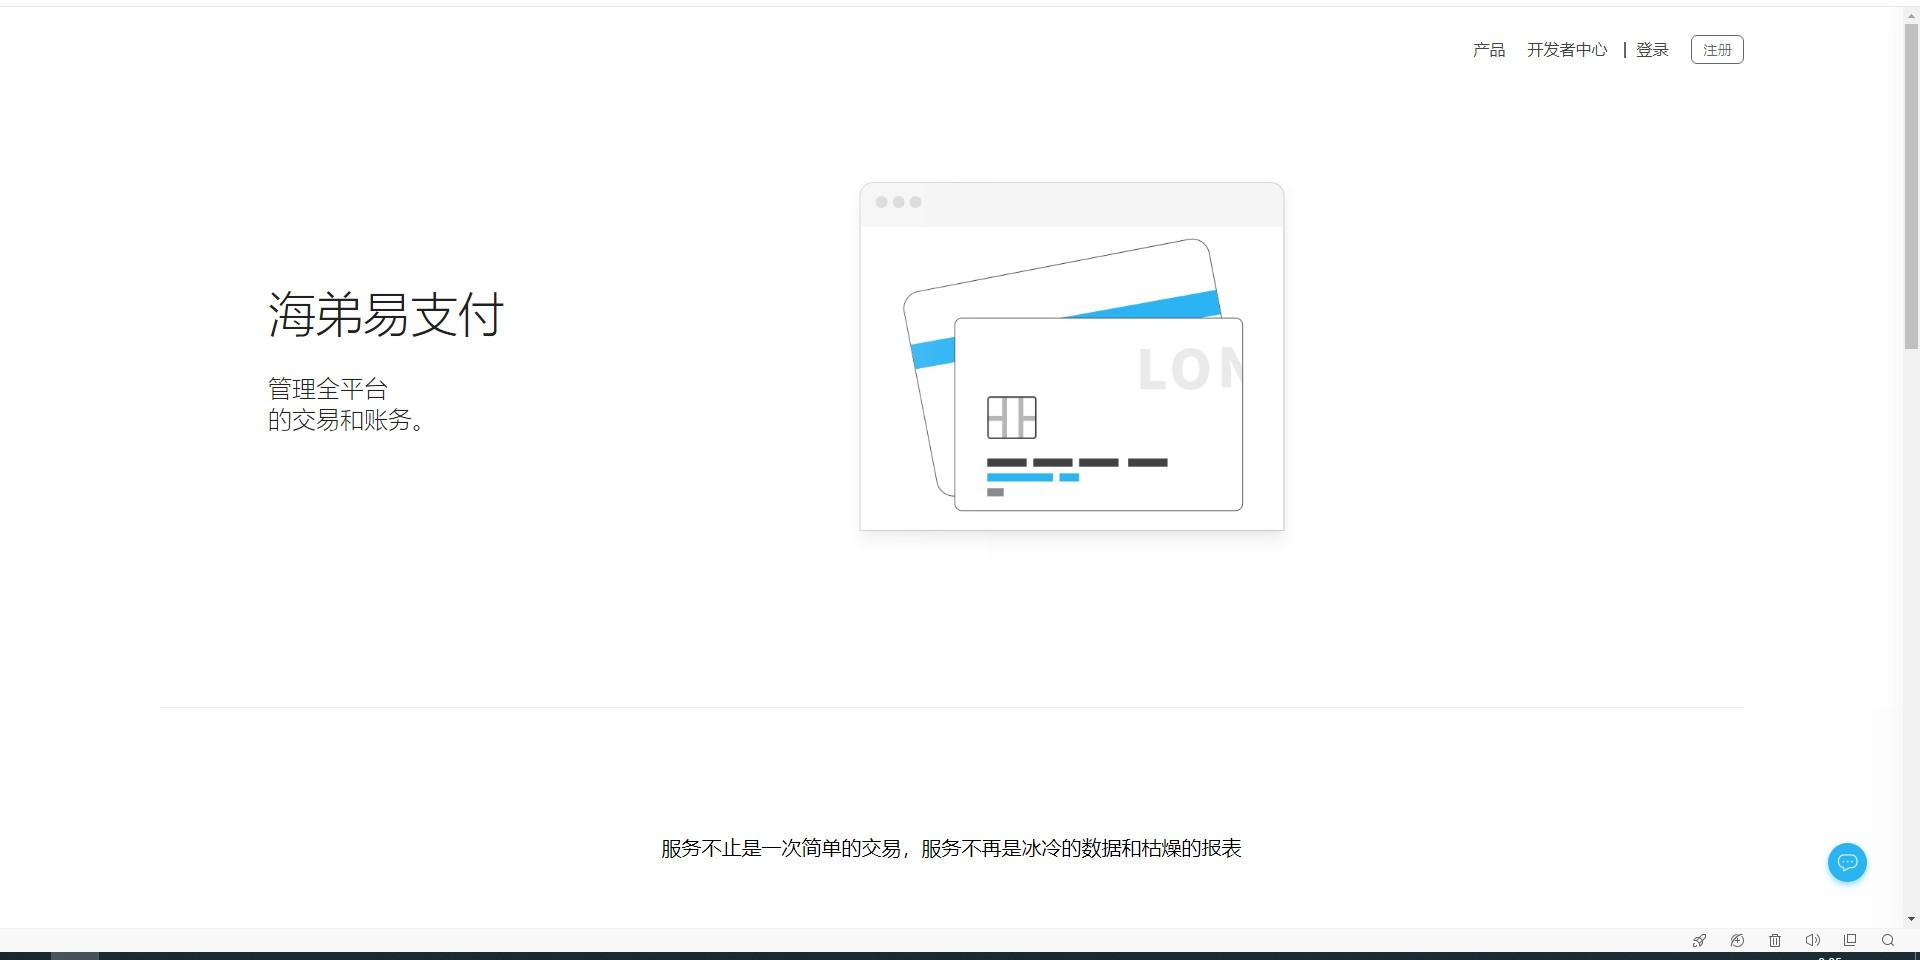 产品 开发者中心 | 登录 注册
海弟易支付
管理全平台
的交易和账务。
LON
服务不止是一次简单的交易，服务不再是冰冷的数据和枯燥的报表